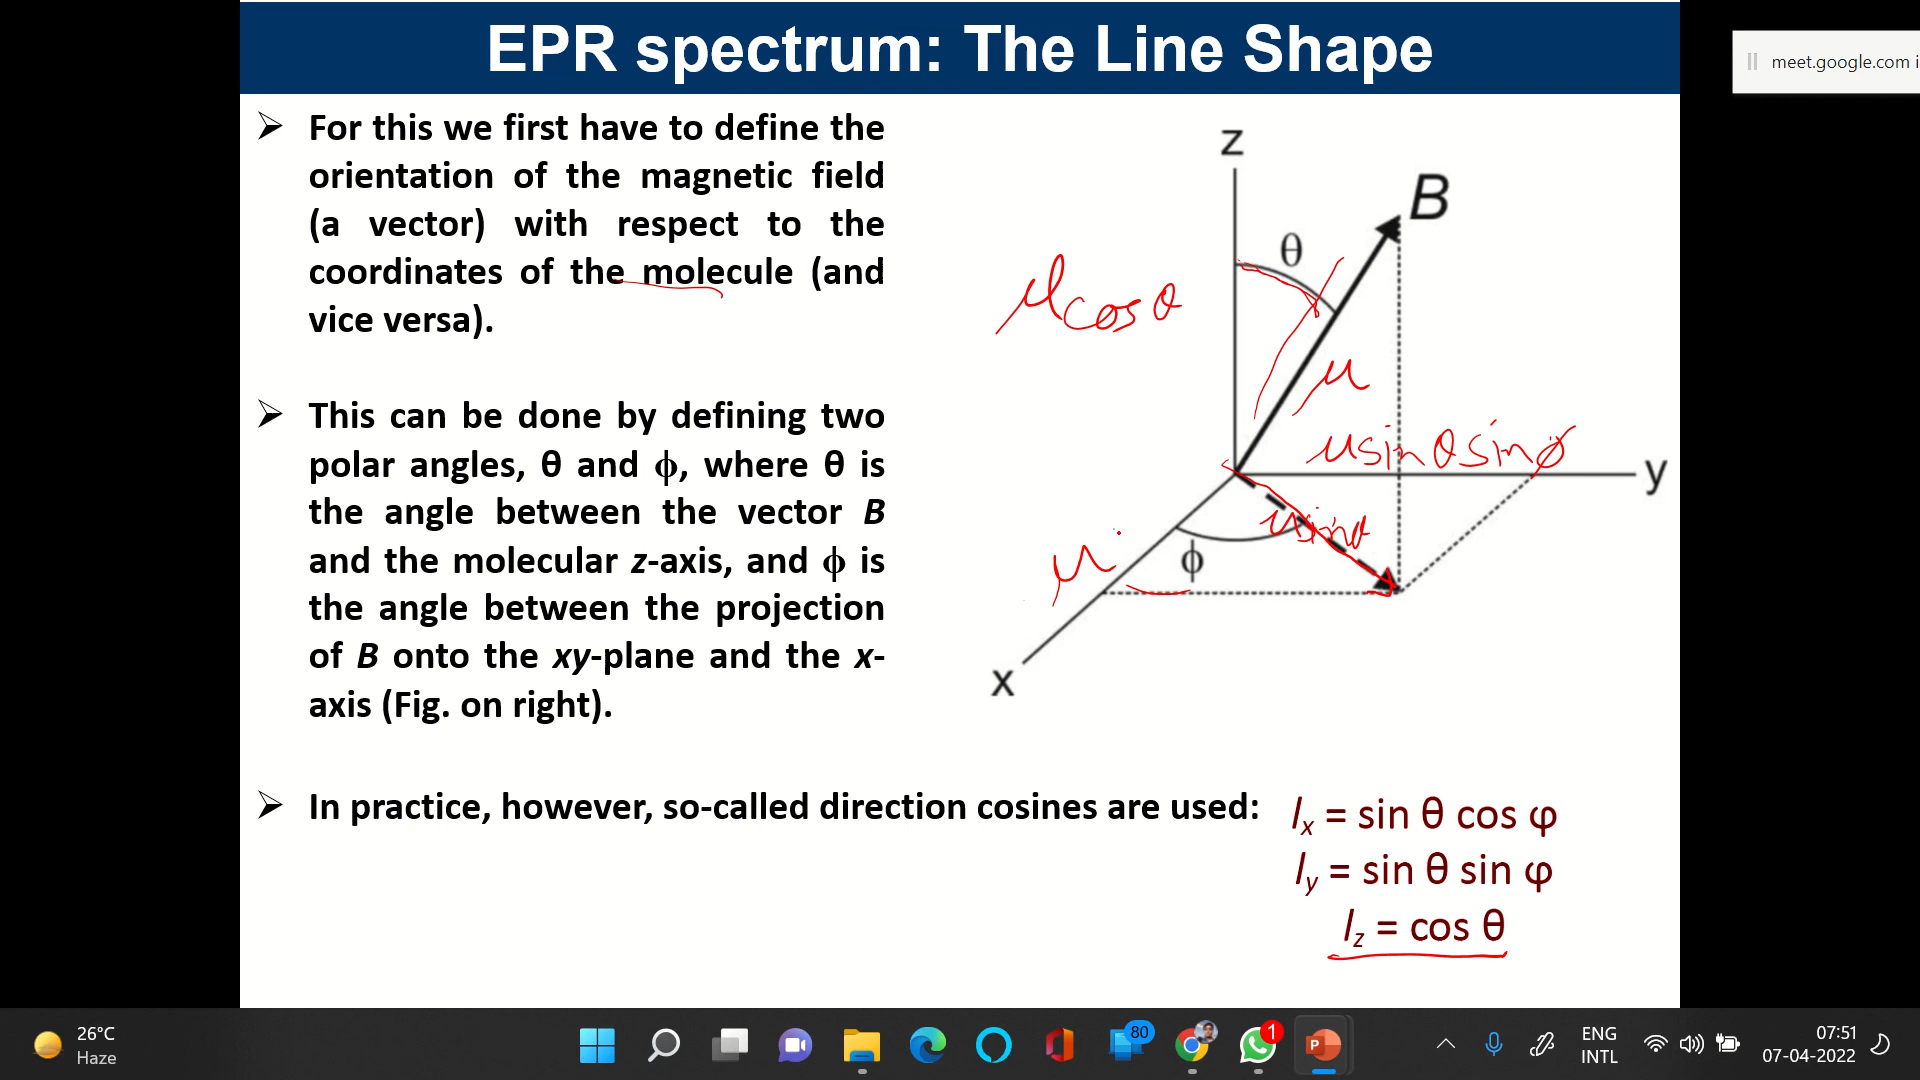 EPR spectrum: The Line Shape
meet.google.com i
➢ For this we first have to define the
orientation of the magnetic field
(a vector) with respect to the
coordinates of the molecule (and
vice versa).
➢ This can be done by defining two
polar angles, θ and ϕ, where θ is
the angle between the vector B
and the molecular z-axis, and ϕ is
the angle between the projection
of B onto the xy-plane and the x-
axis (Fig. on right).
z
B
θ
μcosθ
μ
μsinθsinϕ
y
μsinθ
μ
ϕ
x
➢ In practice, however, so-called direction cosines are used:
lx = sin θ cos φ
ly = sin θ sin φ
lz = cos θ
26°C
Haze
80
1
P
ENG
INTL
07:51
07-04-2022